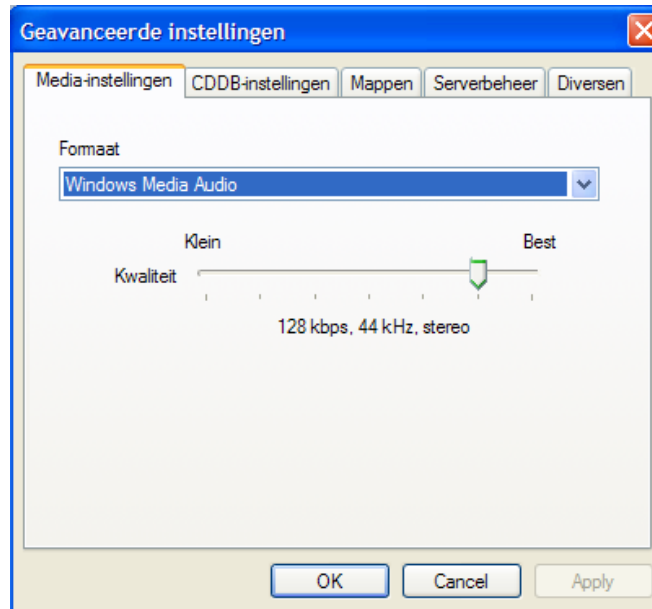 Geavanceerde instellingen
Media-instellingen CDDB-instellingen Mappen Serverbeheer Diversen
Formaat
Windows Media Audio
Klein Best
Kwaliteit
128 kbps, 44 kHz, stereo
OK Cancel Apply